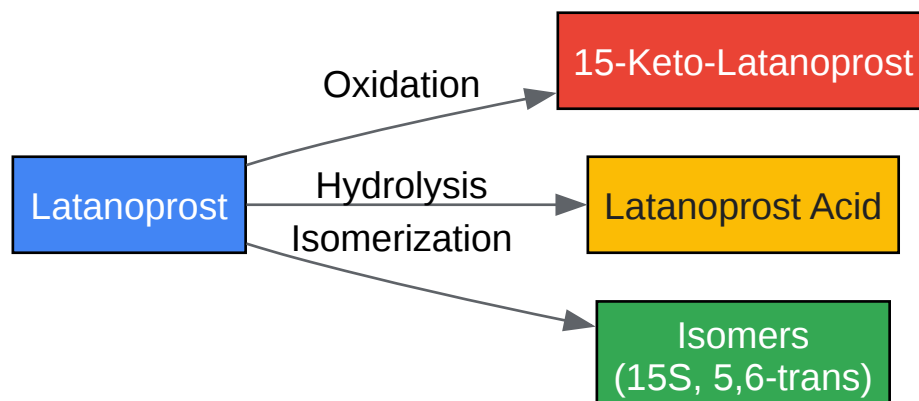 15-Keto-Latanoprost
Oxidation
Latanoprost
Hydrolysis
Latanoprost Acid
Isomerization
Isomers
(15S, 5,6-trans)